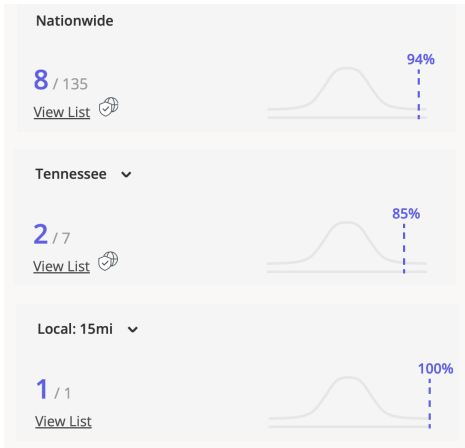 Nationwide
94%
8 / 135
View List
Tennessee
85%
2 / 7
View List
Local: 15mi
100%
1 / 1
View List